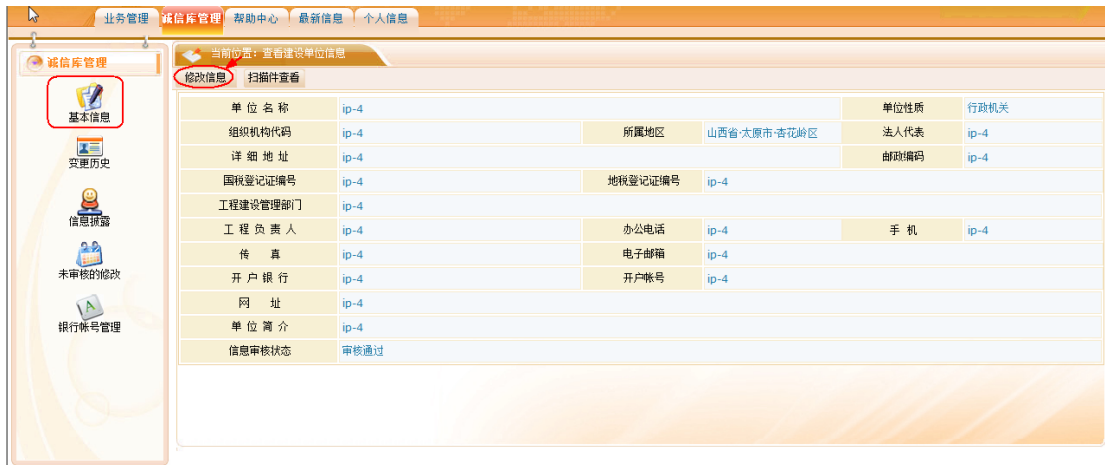 业务管理 诚信库管理 帮助中心 最新信息 个人信息
诚信库管理
基本信息
变更历史
信息披露
未审核的修改
银行帐号管理
当前位置：查看建设单位信息
修改信息 扫描件查看
单位名称 ip-4 单位性质 行政机关
组织机构代码 ip-4 所属地区 山西省·太原市·杏花岭区 法人代表 ip-4
详细地址 ip-4 邮政编码 ip-4
国税登记证编号 ip-4 地税登记证编号 ip-4
工程建设管理部门 ip-4
工程负责人 ip-4 办公电话 ip-4 手机 ip-4
传真 ip-4 电子邮箱 ip-4
开户银行 ip-4 开户帐号 ip-4
网址 ip-4
单位简介 ip-4
信息审核状态 审核通过